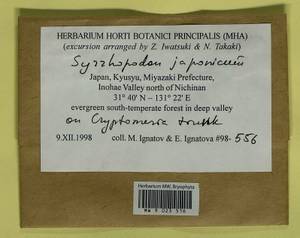 HERBARIUM HORTI BOTANICI PRINCIPALIS (MHA)
(excursion arranged by Z. Iwatsuki & N. Takaki)
Syrrhopodon japonicum
Japan, Kyusyu, Miyazaki Prefecture,
Inohae Valley north of Nichinan
31° 40' N – 131° 22' E
evergreen south-temperate forest in deep valley
on Cryptomeria trunk
9.XII.1998 coll. M. Ignatov & E. Ignatova #98-556
Herbarium MW, Bryophyta
MW 9 023 516